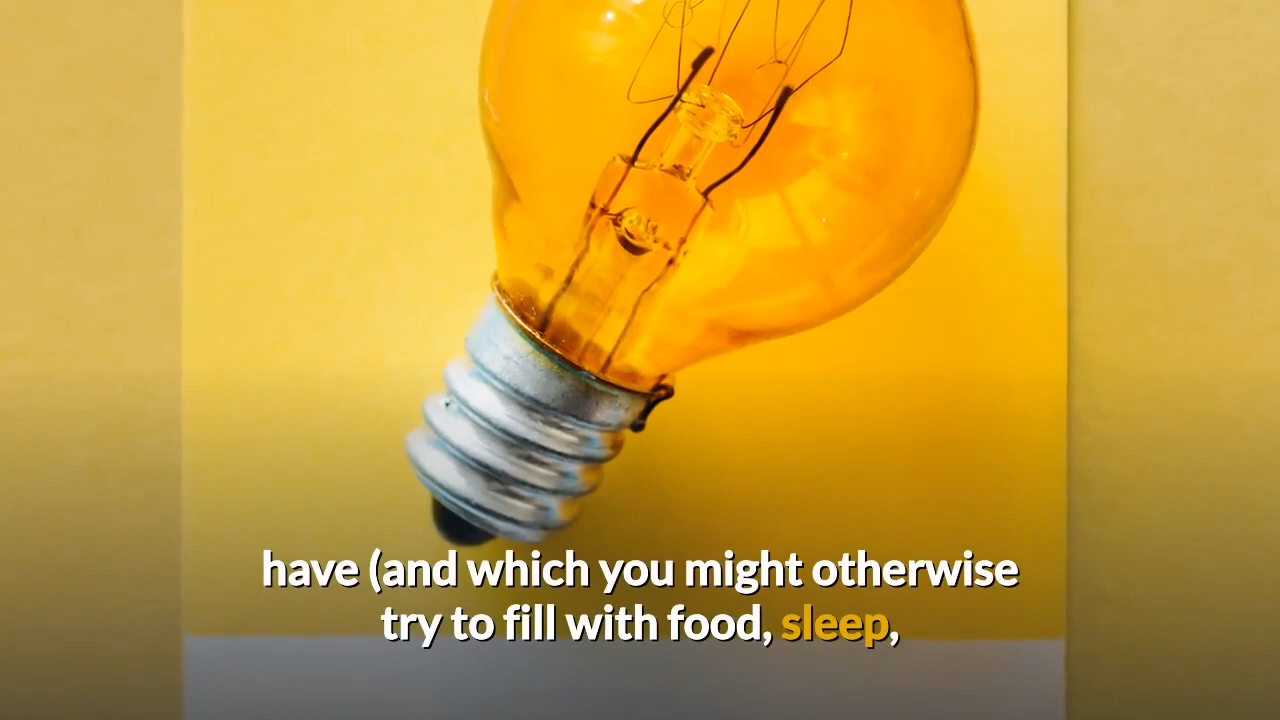 have (and which you might otherwise
try to fill with food, sleep,